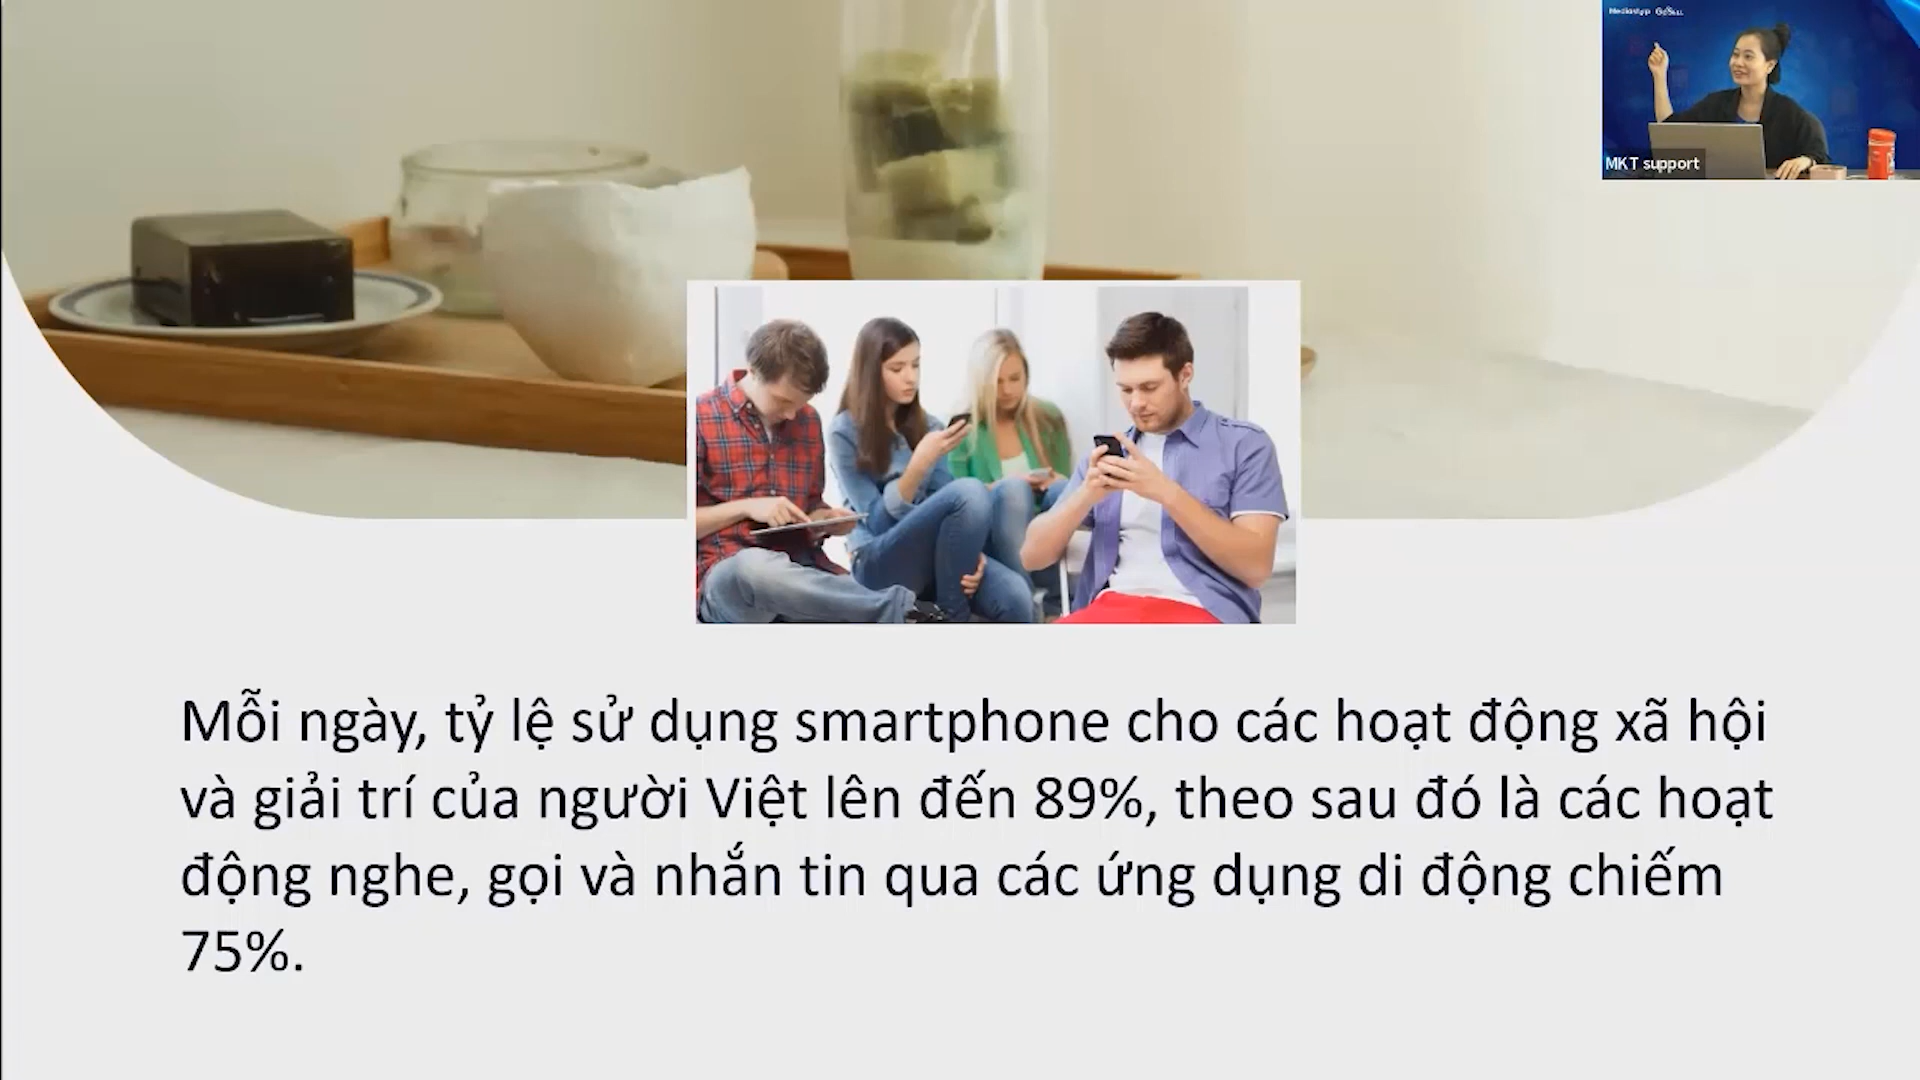 Mediastep GoSELL
MKT support
Mỗi ngày, tỷ lệ sử dụng smartphone cho các hoạt động xã hội
và giải trí của người Việt lên đến 89%, theo sau đó là các hoạt
động nghe, gọi và nhắn tin qua các ứng dụng di động chiếm
75%.